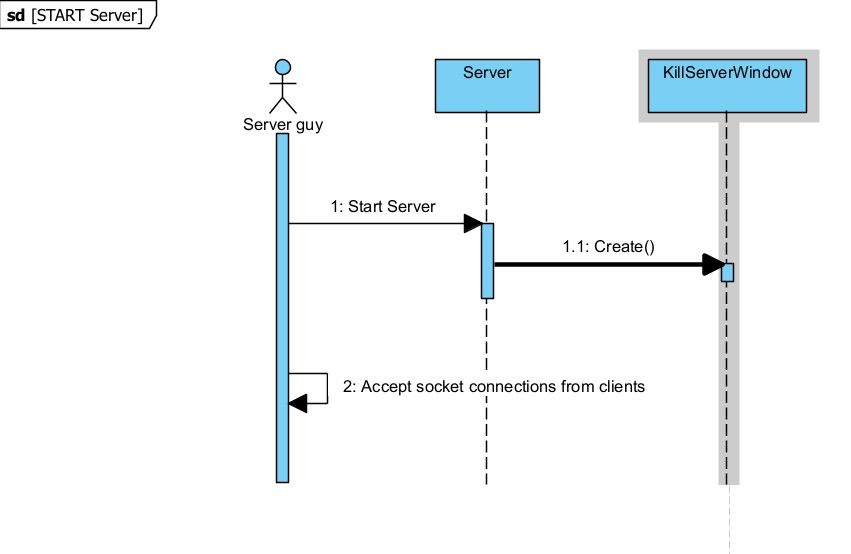 sd [START Server]
Server guy
Server
KillServerWindow
1: Start Server
1.1: Create()
2: Accept socket connections from clients